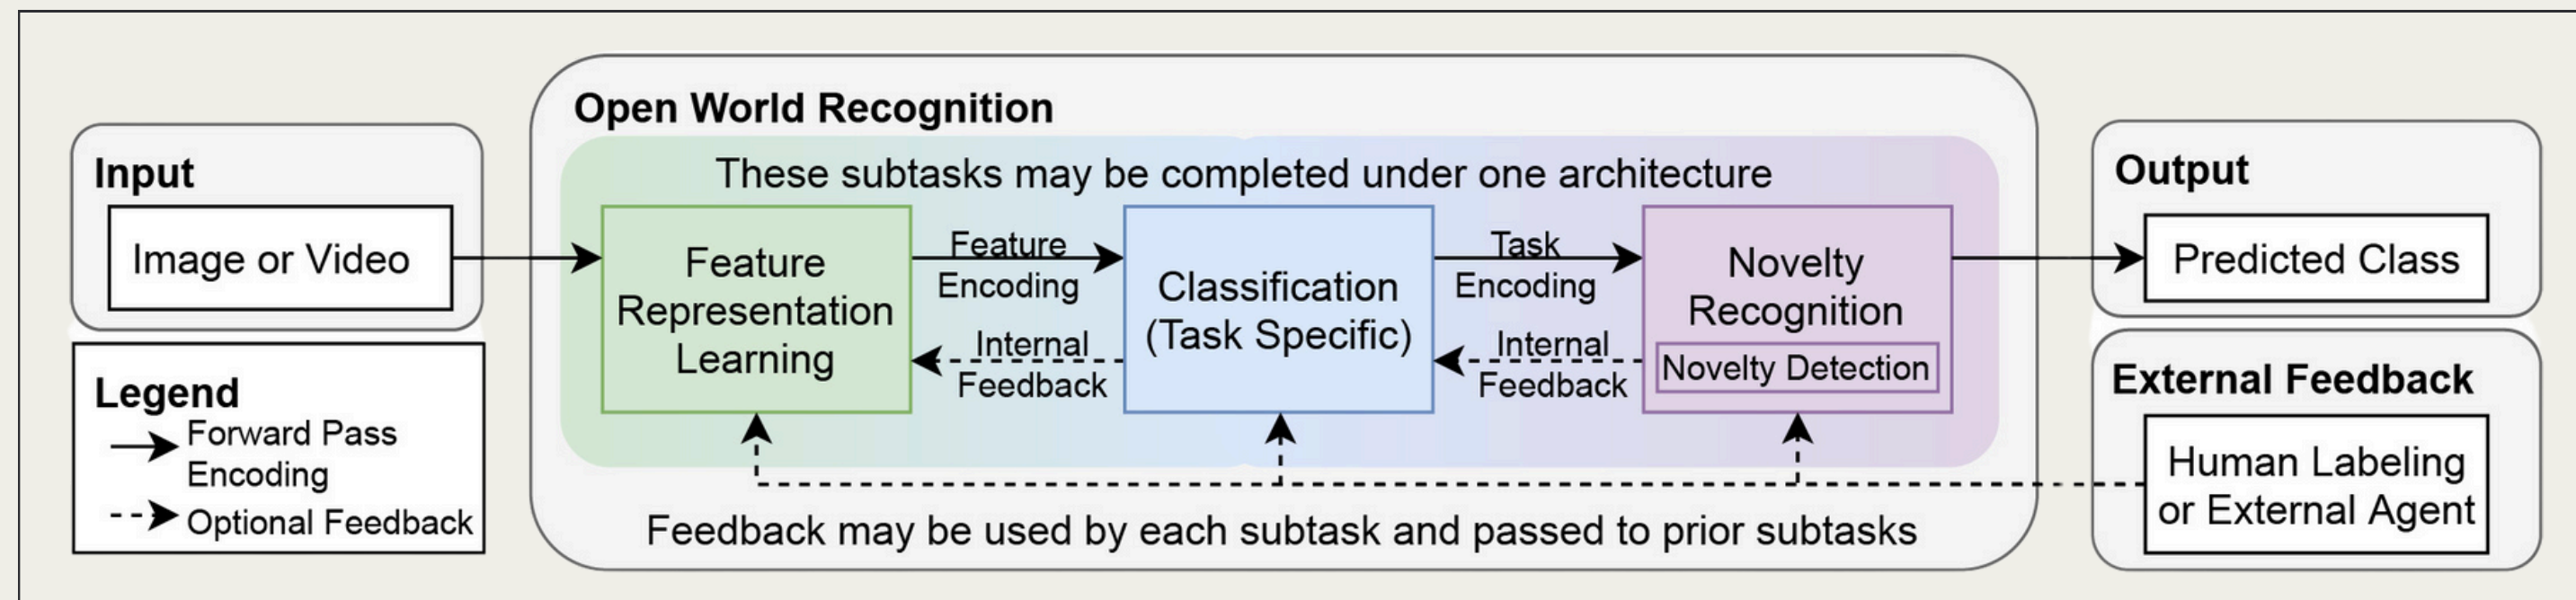 Open World Recognition
These subtasks may be completed under one architecture
Input
Image or Video
Legend
Forward Pass
Encoding
Optional Feedback
Feature
Representation
Learning
Feature
Encoding
Internal
Feedback
Classification
(Task Specific)
Task
Encoding
Internal
Feedback
Novelty
Recognition
Novelty Detection
Feedback may be used by each subtask and passed to prior subtasks
Output
Predicted Class
External Feedback
Human Labeling
or External Agent